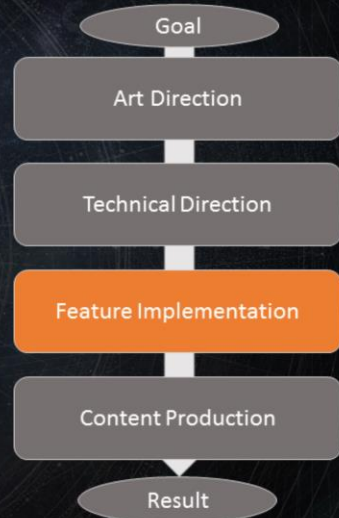 Goal
Art Direction
Technical Direction
Feature Implementation
Content Production
Result